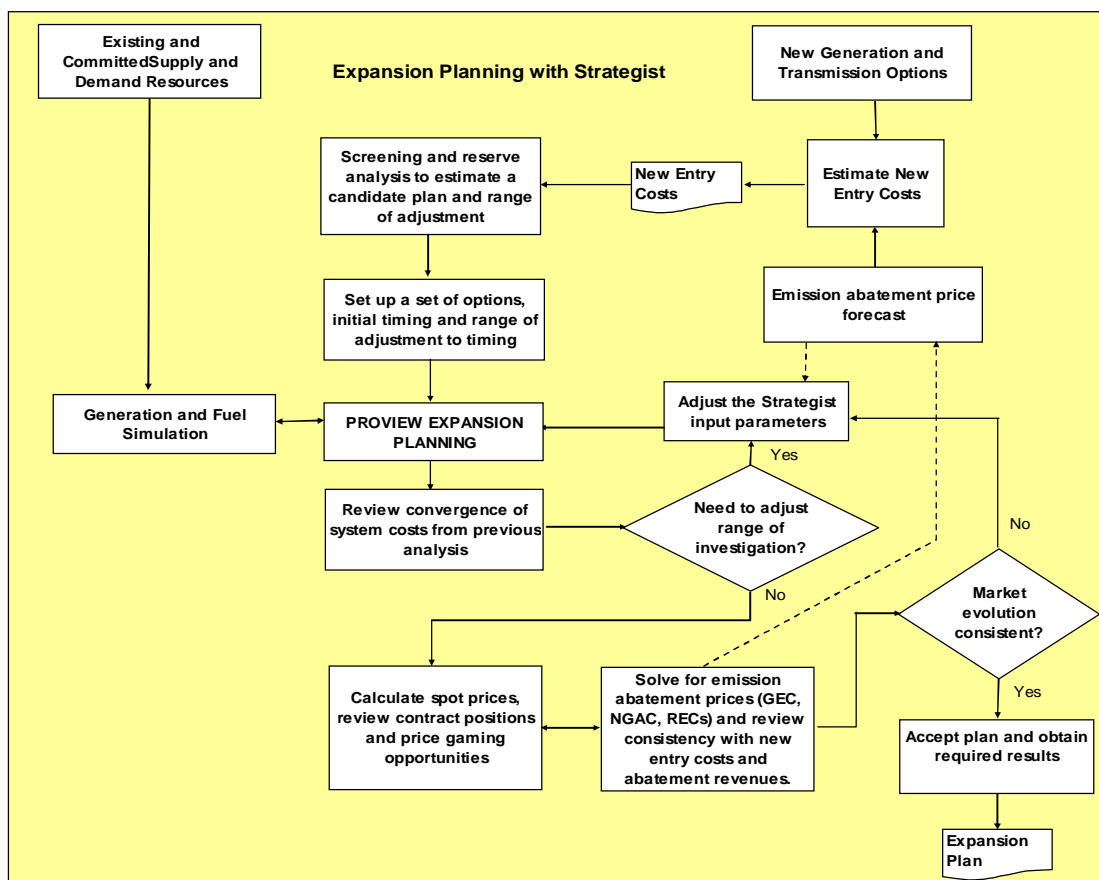 Existing and
CommittedSupply and
Demand Resources
Expansion Planning with Strategist
New Generation and
Transmission Options
Screening and reserve
analysis to estimate a
candidate plan and range
of adjustment
New Entry
Costs
Estimate New
Entry Costs
Set up a set of options,
initial timing and range of
adjustment to timing
Emission abatement price
forecast
Generation and Fuel
Simulation
PROVIEW EXPANSION
PLANNING
Adjust the Strategist
input parameters
Yes
Review convergence of
system costs from previous
analysis
Need to adjust
range of
investigation?
No
No
Market
evolution
consistent?
Calculate spot prices,
review contract positions
and price gaming
opportunities
Solve for emission
abatement prices (GEC,
NGAC, RECs) and review
consistency with new
entry costs and
abatement revenues.
Yes
Accept plan and obtain
required results
Expansion
Plan